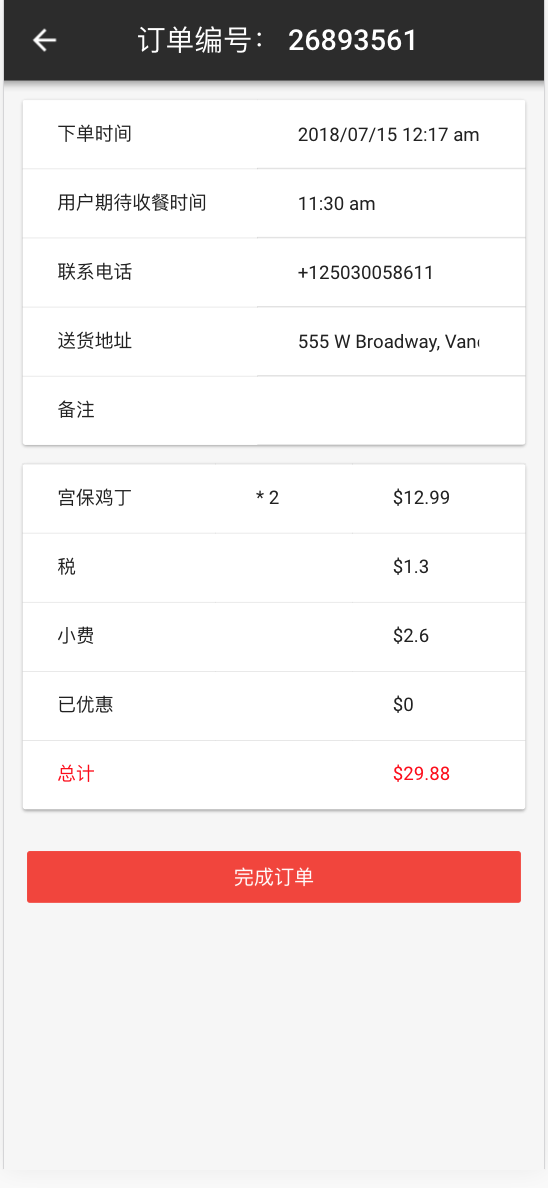 订单编号： 26893561
下单时间 2018/07/15 12:17 am
用户期待收餐时间 11:30 am
联系电话 +125030058611
送货地址 555 W Broadway, Van
备注
宫保鸡丁 * 2 $12.99
税 $1.3
小费 $2.6
已优惠 $0
总计 $29.88
完成订单